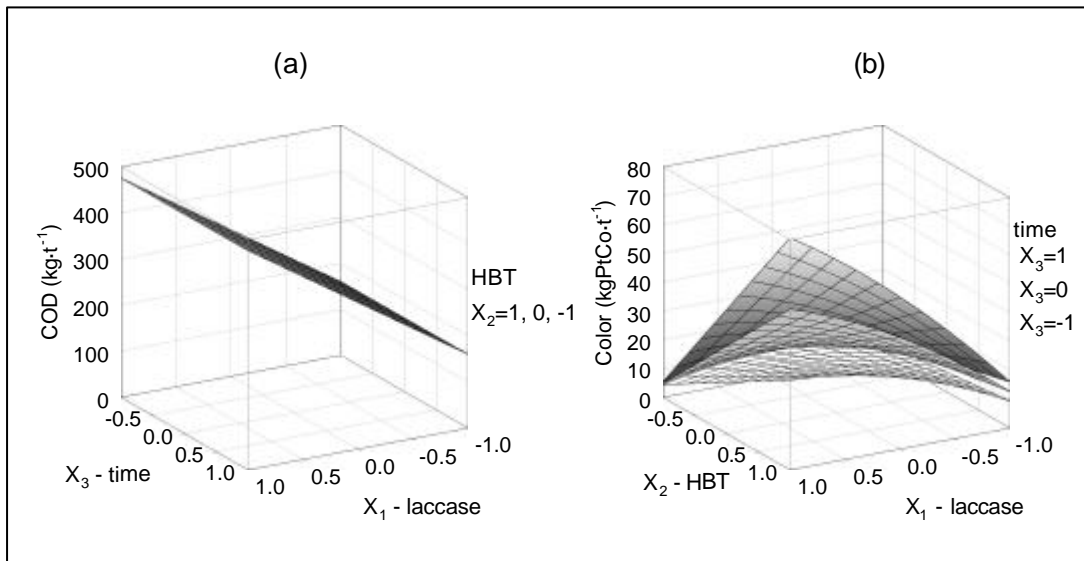 (a)
COD (kg·t⁻¹)
500
400
300
200
100
0
-0.5
0.0
0.5
1.0
X₃ - time
1.0
0.5
0.0
-0.5
-1.0
X₁ - laccase
HBT
X₂=1, 0, -1
(b)
Color (kgPtCo·t⁻¹)
80
70
60
50
40
30
20
10
0
-0.5
0.0
0.5
1.0
X₂ - HBT
1.0
0.5
0.0
-0.5
-1.0
X₁ - laccase
time
X₃=1
X₃=0
X₃=-1